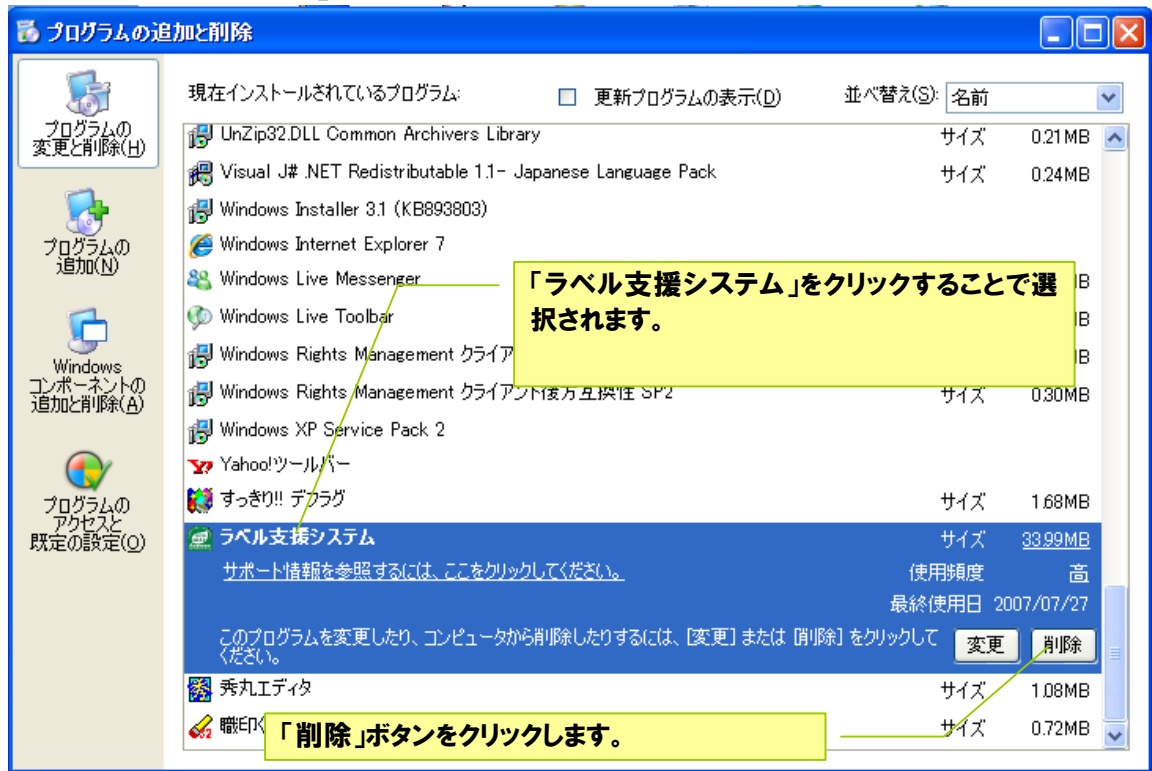 プログラムの追加と削除
プログラムの
変更と削除(H)
プログラムの
追加(N)
Windows
コンポーネントの
追加と削除(A)
プログラムの
アクセスと
既定の設定(O)
現在インストールされているプログラム:
更新プログラムの表示(D)
並べ替え(S): 名前
UnZip32.DLL Common Archivers Library サイズ 0.21MB
Visual J# .NET Redistributable 1.1- Japanese Language Pack サイズ 0.24MB
Windows Installer 3.1 (KB893803)
Windows Internet Explorer 7
Windows Live Messenger
Windows Live Toolbar
Windows Rights Management クライア
Windows Rights Management クライアント後方互換性 SP2 サイズ 0.30MB
Windows XP Service Pack 2
Yahoo!ツールバー
すっきり!! デフラグ サイズ 1.68MB
ラベル支援システム サイズ 33.99MB
サポート情報を参照するには、ここをクリックしてください。 使用頻度 高
最終使用日 2007/07/27
このプログラムを変更したり、コンピュータから削除したりするには、[変更] または [削除] をクリックして
ください。
変更 削除
秀丸エディタ サイズ 1.08MB
職印 サイズ 0.72MB
「ラベル支援システム」をクリックすることで選
択されます。
「削除」ボタンをクリックします。